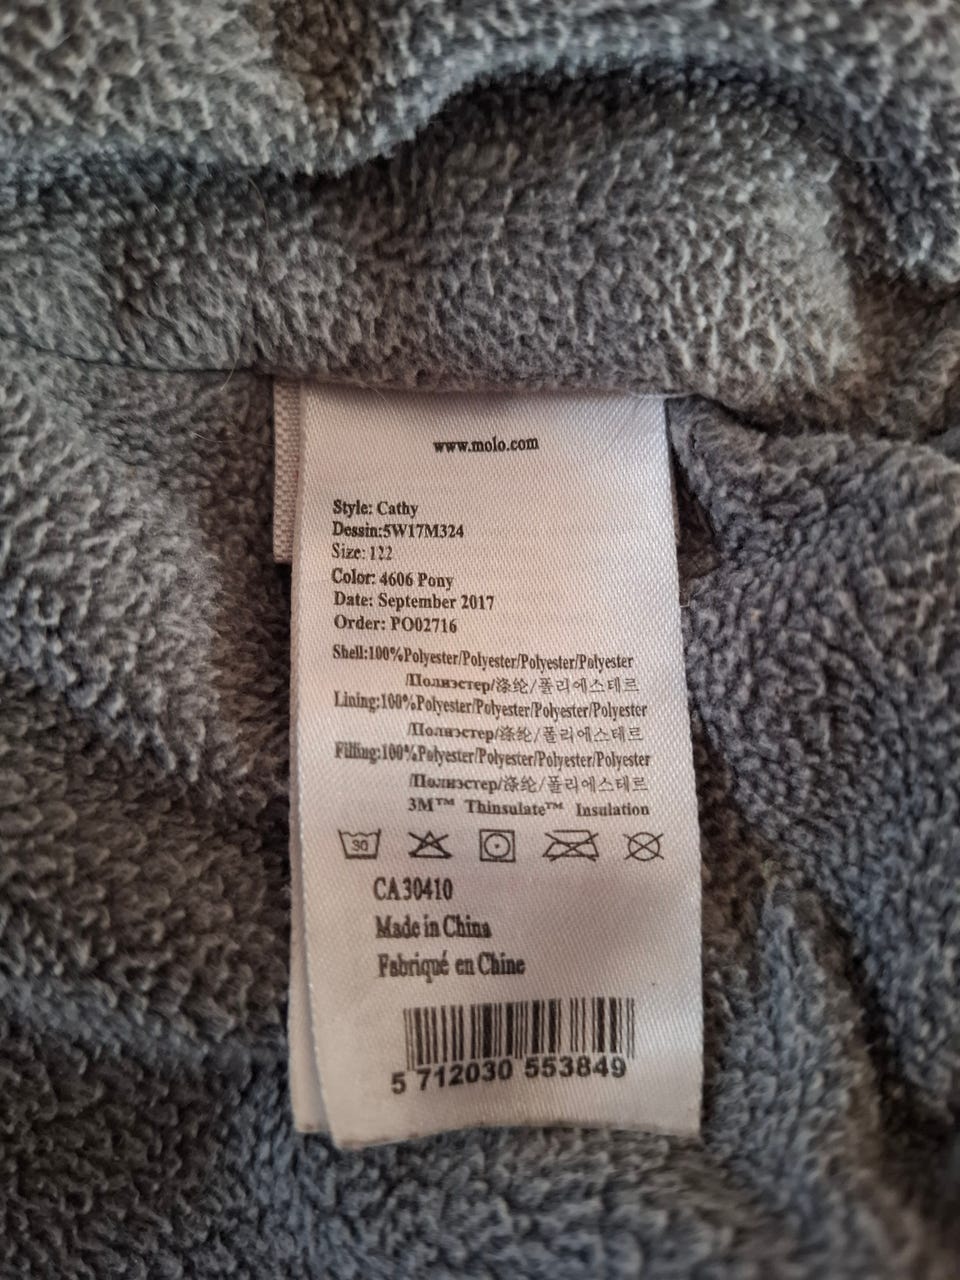 www.molo.com
Style: Cathy
Dessin:5W17M324
Size: 122
Color: 4606 Pony
Date: September 2017
Order: PO02716
Shell:100%Polyester/Polyester/Polyester/Polyester
/Полиэстер/涤纶/폴리에스테르
Lining:100%Polyester/Polyester/Polyester/Polyester
/Полиэстер/涤纶/폴리에스테르
Filling:100%Polyester/Polyester/Polyester/Polyester
/Полиэстер/涤纶/폴리에스테르
3M™ Thinsulate™ Insulation
30
CA30410
Made in China
Fabriqué en Chine
5 712030 553849